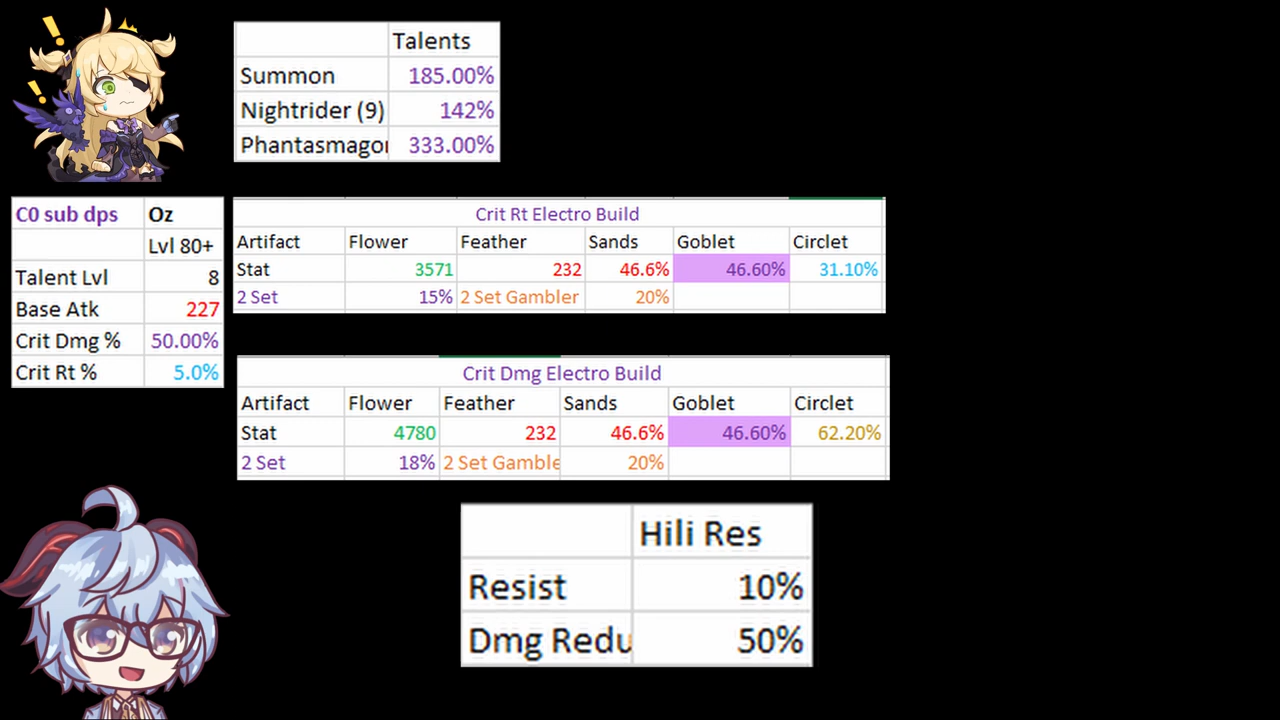 Talents
Summon 185.00%
Nightrider (9) 142%
Phantasmagor 333.00%
C0 sub dps Oz
Lvl 80+
Talent Lvl 8
Base Atk 227
Crit Dmg % 50.00%
Crit Rt % 5.0%
Crit Rt Electro Build
Artifact Flower Feather Sands Goblet Circlet
Stat 3571 232 46.6% 46.60% 31.10%
2 Set 15% 2 Set Gambler 20%
Crit Dmg Electro Build
Artifact Flower Feather Sands Goblet Circlet
Stat 4780 232 46.6% 46.60% 62.20%
2 Set 18% 2 Set Gamble 20%
Hili Res
Resist 10%
Dmg Redu 50%